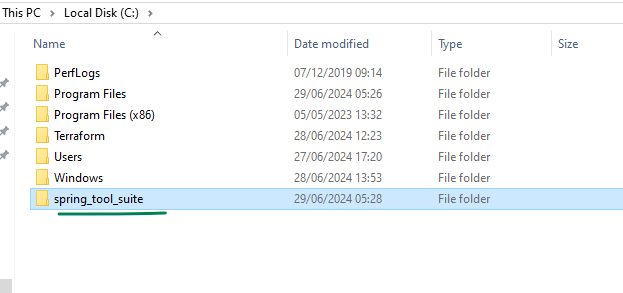 This PC > Local Disk (C:) >
Name Date modified Type Size
PerfLogs 07/12/2019 09:14 File folder
Program Files 29/06/2024 05:26 File folder
Program Files (x86) 05/05/2023 13:32 File folder
Terraform 28/06/2024 12:23 File folder
Users 27/06/2024 17:20 File folder
Windows 28/06/2024 13:53 File folder
spring_tool_suite 29/06/2024 05:28 File folder